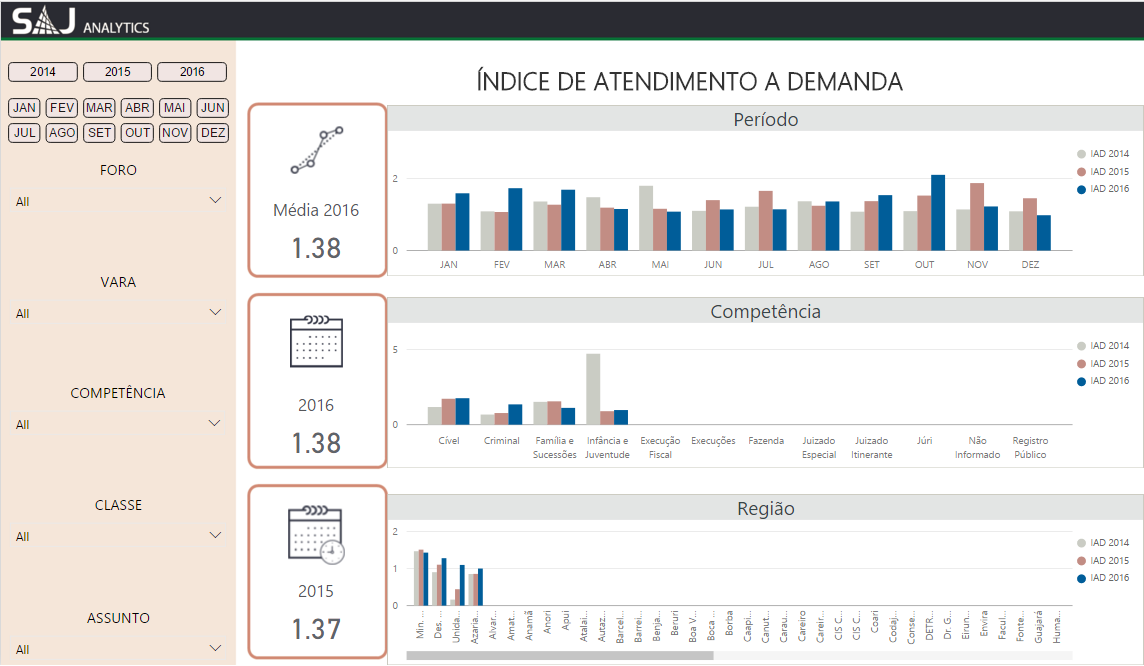 SAJ ANALYTICS
2014 2015 2016
JAN FEV MAR ABR MAI JUN
JUL AGO SET OUT NOV DEZ
FORO
All
VARA
All
COMPETÊNCIA
All
CLASSE
All
ASSUNTO
All
ÍNDICE DE ATENDIMENTO A DEMANDA
Média 2016
1.38
Período
2
0
JAN FEV MAR ABR MAI JUN JUL AGO SET OUT NOV DEZ
IAD 2014
IAD 2015
IAD 2016
2016
1.38
Competência
5
0
Cível Criminal Família e Infância e Execução Execuções Fazenda Juizado Juizado Júri Não Registro
Sucessões Juventude Fiscal Especial Itinerante Informado Público
IAD 2014
IAD 2015
IAD 2016
2015
1.37
Região
2
1
0
Min. ...
Des. ...
Unida...
Azaria...
Alvar...
Amat...
Anamã
Anori
Apuí
Atalai...
Autaz...
Barcel...
Barrei...
Benja...
Beruri
Boa V...
Boca ...
Borba
Caapi...
Canut...
Carau...
Careiro
Careir...
CIS C...
CIS C...
Coari
Codaj...
Conse...
DETR...
Dr. G...
Eirun...
Envira
Facul...
Fonte...
Guajará
Huma...
IAD 2014
IAD 2015
IAD 2016